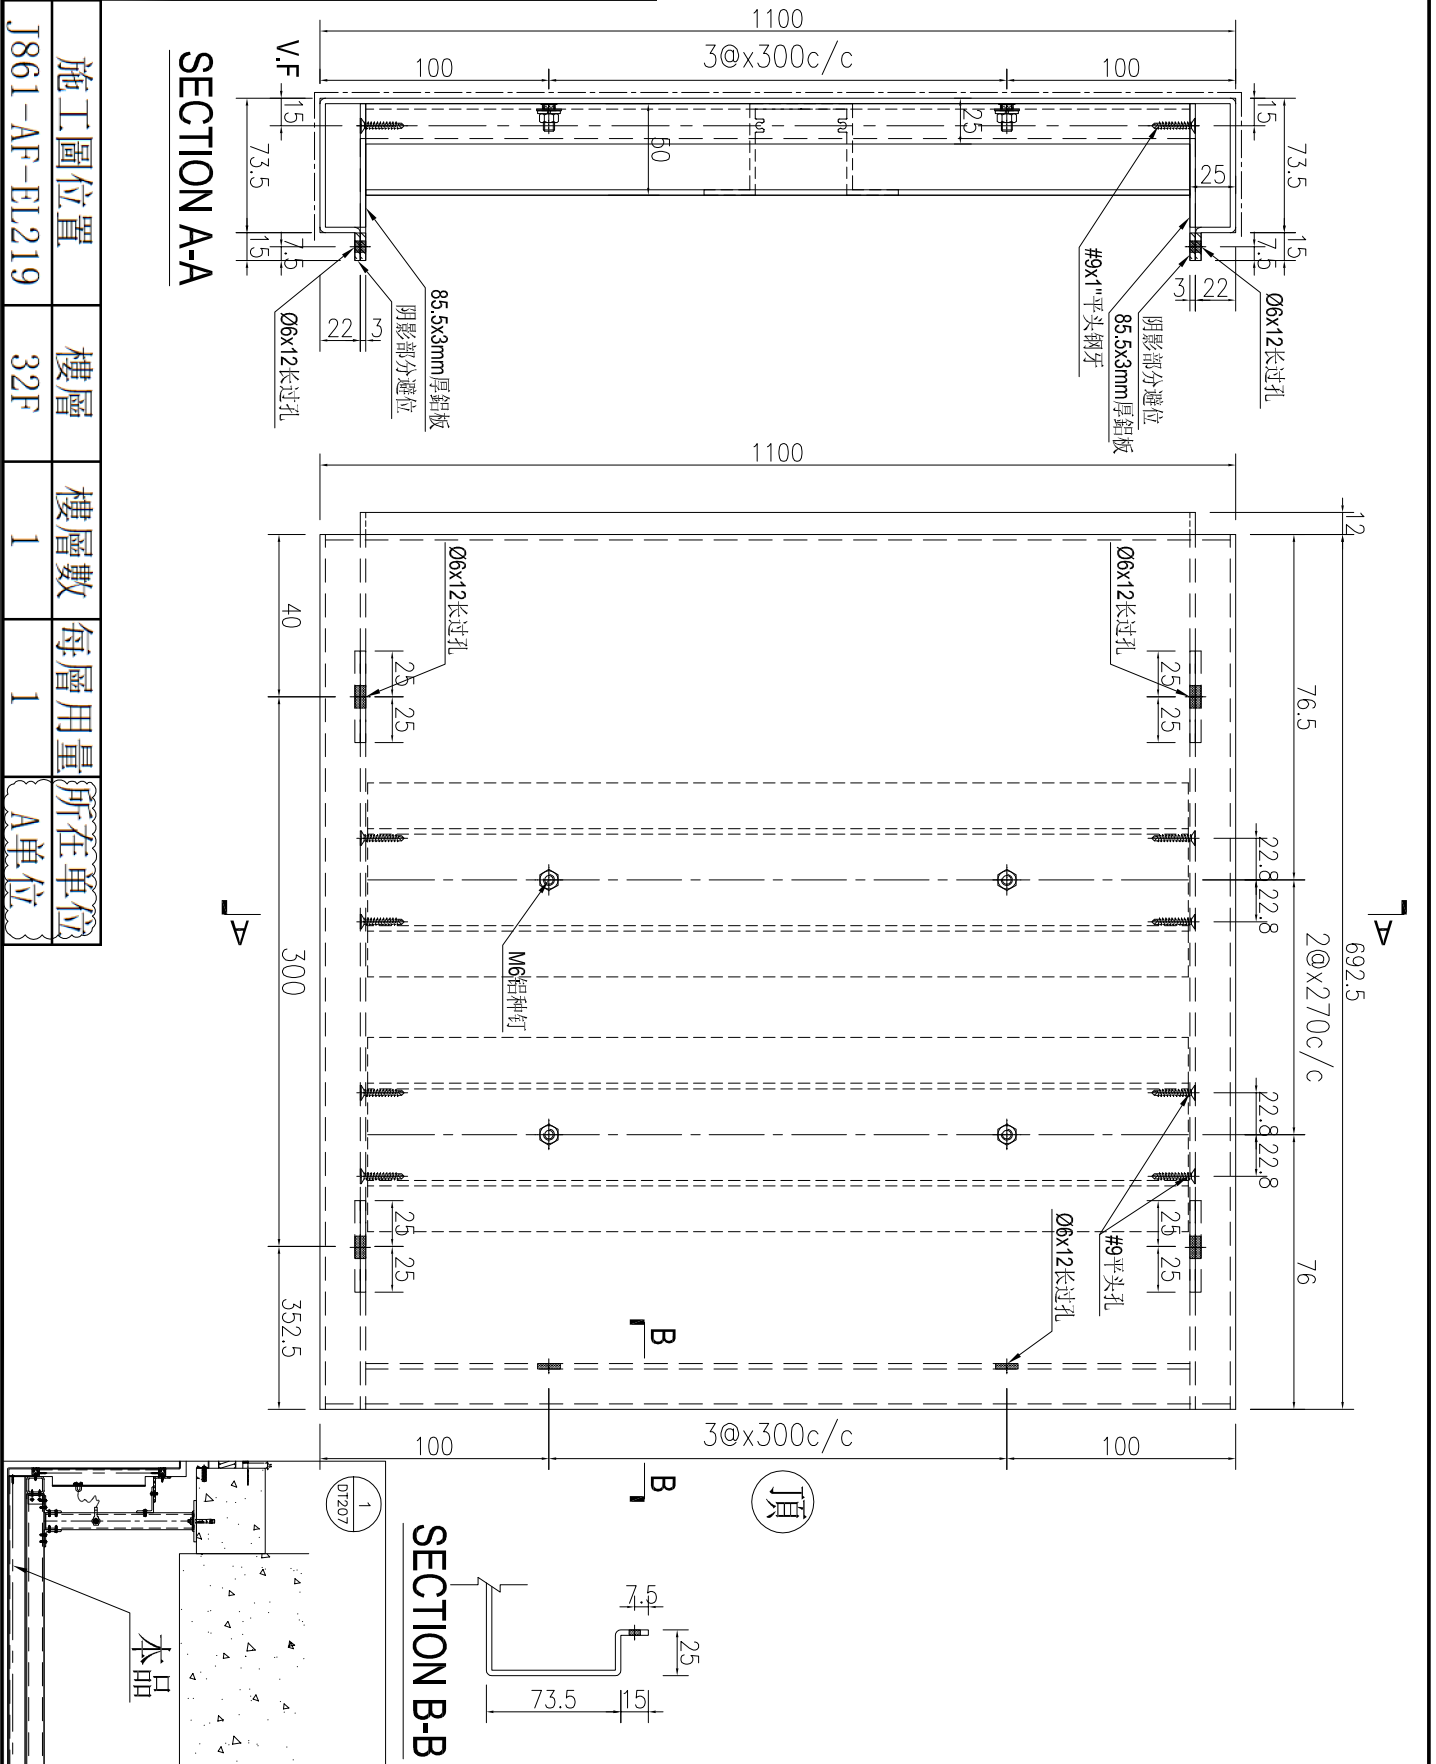 1100
3@x300c/c
100
100
V.F
15
73.5
15
7.5
50
25
15
73.5
25
15
7.5
3
22
22
3
SECTION A-A
Ø6x12长过孔
阴影部分避位
85.5x3mm厚鋁板
#9x1"平头钢牙
85.5x3mm厚鋁板
阴影部分避位
Ø6x12长过孔
1100
12
692.5
76.5
2@x270c/c
76
22.8
22.8
22.8
22.8
Ø6x12长过孔
Ø6x12长过孔
25
25
25
25
25
25
25
25
40
300
352.5
M6铝种钉
#9平头孔
Ø6x12长过孔
A
A
B
B
100
3@x300c/c
100
頂
SECTION B-B
7.5
25
73.5
15
1
DT207
本品
施工圖位置 樓層 樓層數 每層用量 所在単位
J861-AF-EL219 32F 1 1 A単位